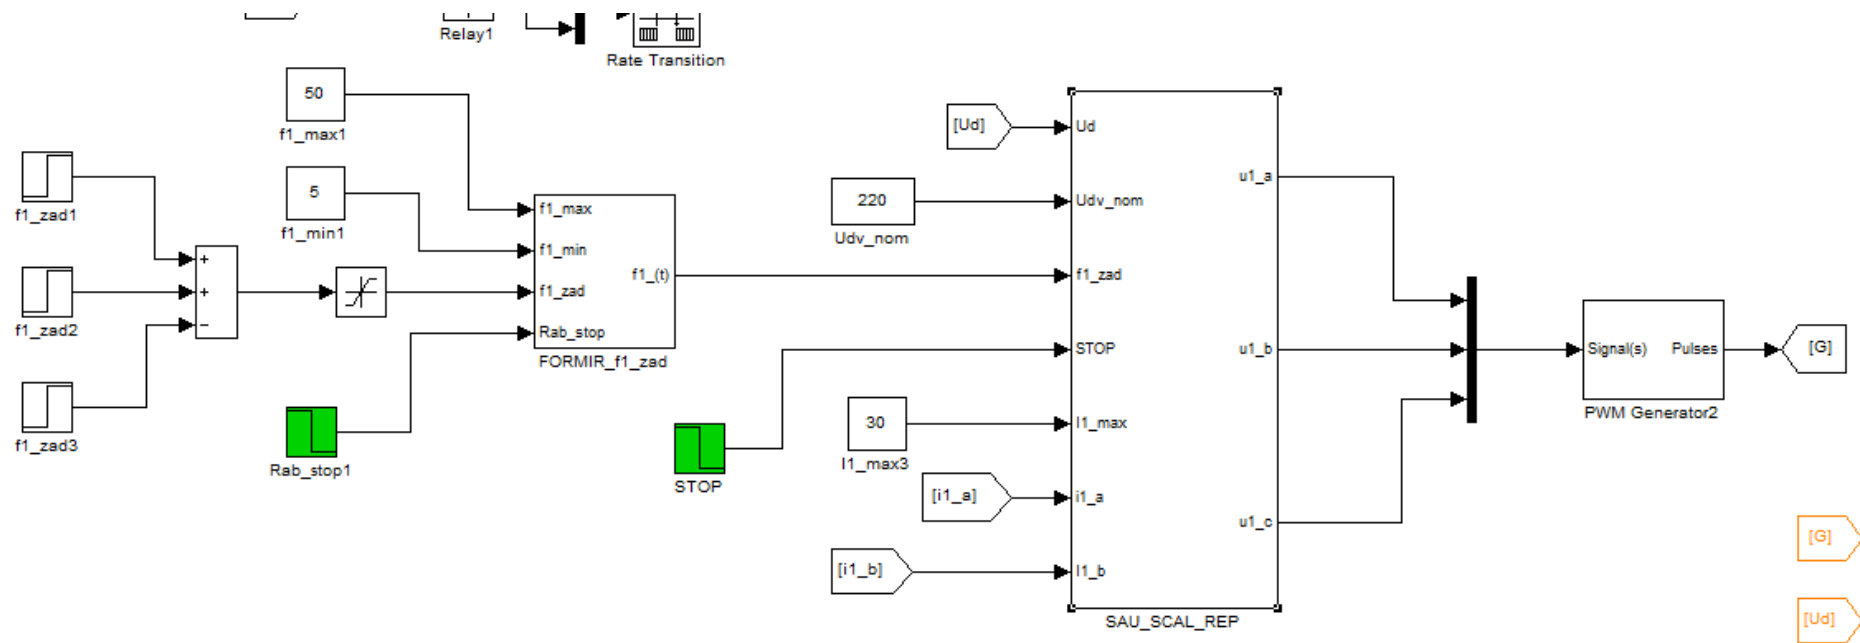 Relay1
Rate Transition
50
f1_max1
[Ud]
Ud
f1_zad1
5
f1_min1
u1_a
220
Udv_nom
Udv_nom
f1_max
f1_min
f1_(t)
f1_zad
f1_zad
+
+
−
f1_zad2
Rab_stop
FORMIR_f1_zad
STOP
u1_b
Signal(s)
Pulses
[G]
PWM Generator2
f1_zad3
Rab_stop1
30
I1_max
I1_max3
STOP
[i1_a]
i1_a
u1_c
[G]
[i1_b]
I1_b
SAU_SCAL_REP
[Ud]